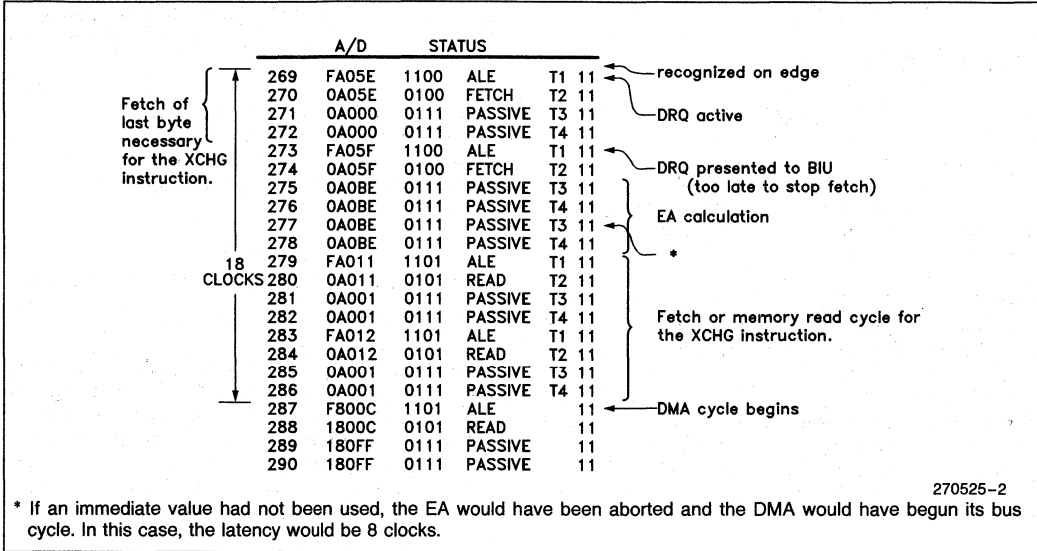 A/D STATUS
269 FA05E 1100 ALE T1 11 recognized on edge
270 0A05E 0100 FETCH T2 11
271 0A000 0111 PASSIVE T3 11 DRQ active
272 0A000 0111 PASSIVE T4 11
273 FA05F 1100 ALE T1 11
274 0A05F 0100 FETCH T2 11 DRQ presented to BIU
275 0A0BE 0111 PASSIVE T3 11 (too late to stop fetch)
276 0A0BE 0111 PASSIVE T4 11 EA calculation
277 0A0BE 0111 PASSIVE T3 11
278 0A0BE 0111 PASSIVE T4 11 *
279 FA011 1101 ALE T1 11
280 0A011 0101 READ T2 11
281 0A001 0111 PASSIVE T3 11
282 0A001 0111 PASSIVE T4 11 Fetch or memory read cycle for
283 FA012 1101 ALE T1 11 the XCHG instruction.
284 0A012 0101 READ T2 11
285 0A001 0111 PASSIVE T3 11
286 0A001 0111 PASSIVE T4 11
287 F800C 1101 ALE 11 DMA cycle begins
288 1800C 0101 READ 11
289 180FF 0111 PASSIVE 11
290 180FF 0111 PASSIVE 11
Fetch of
last byte
necessary
for the XCHG
instruction.
18
CLOCKS
270525-2
* If an immediate value had not been used, the EA would have been aborted and the DMA would have begun its bus
cycle. In this case, the latency would be 8 clocks.